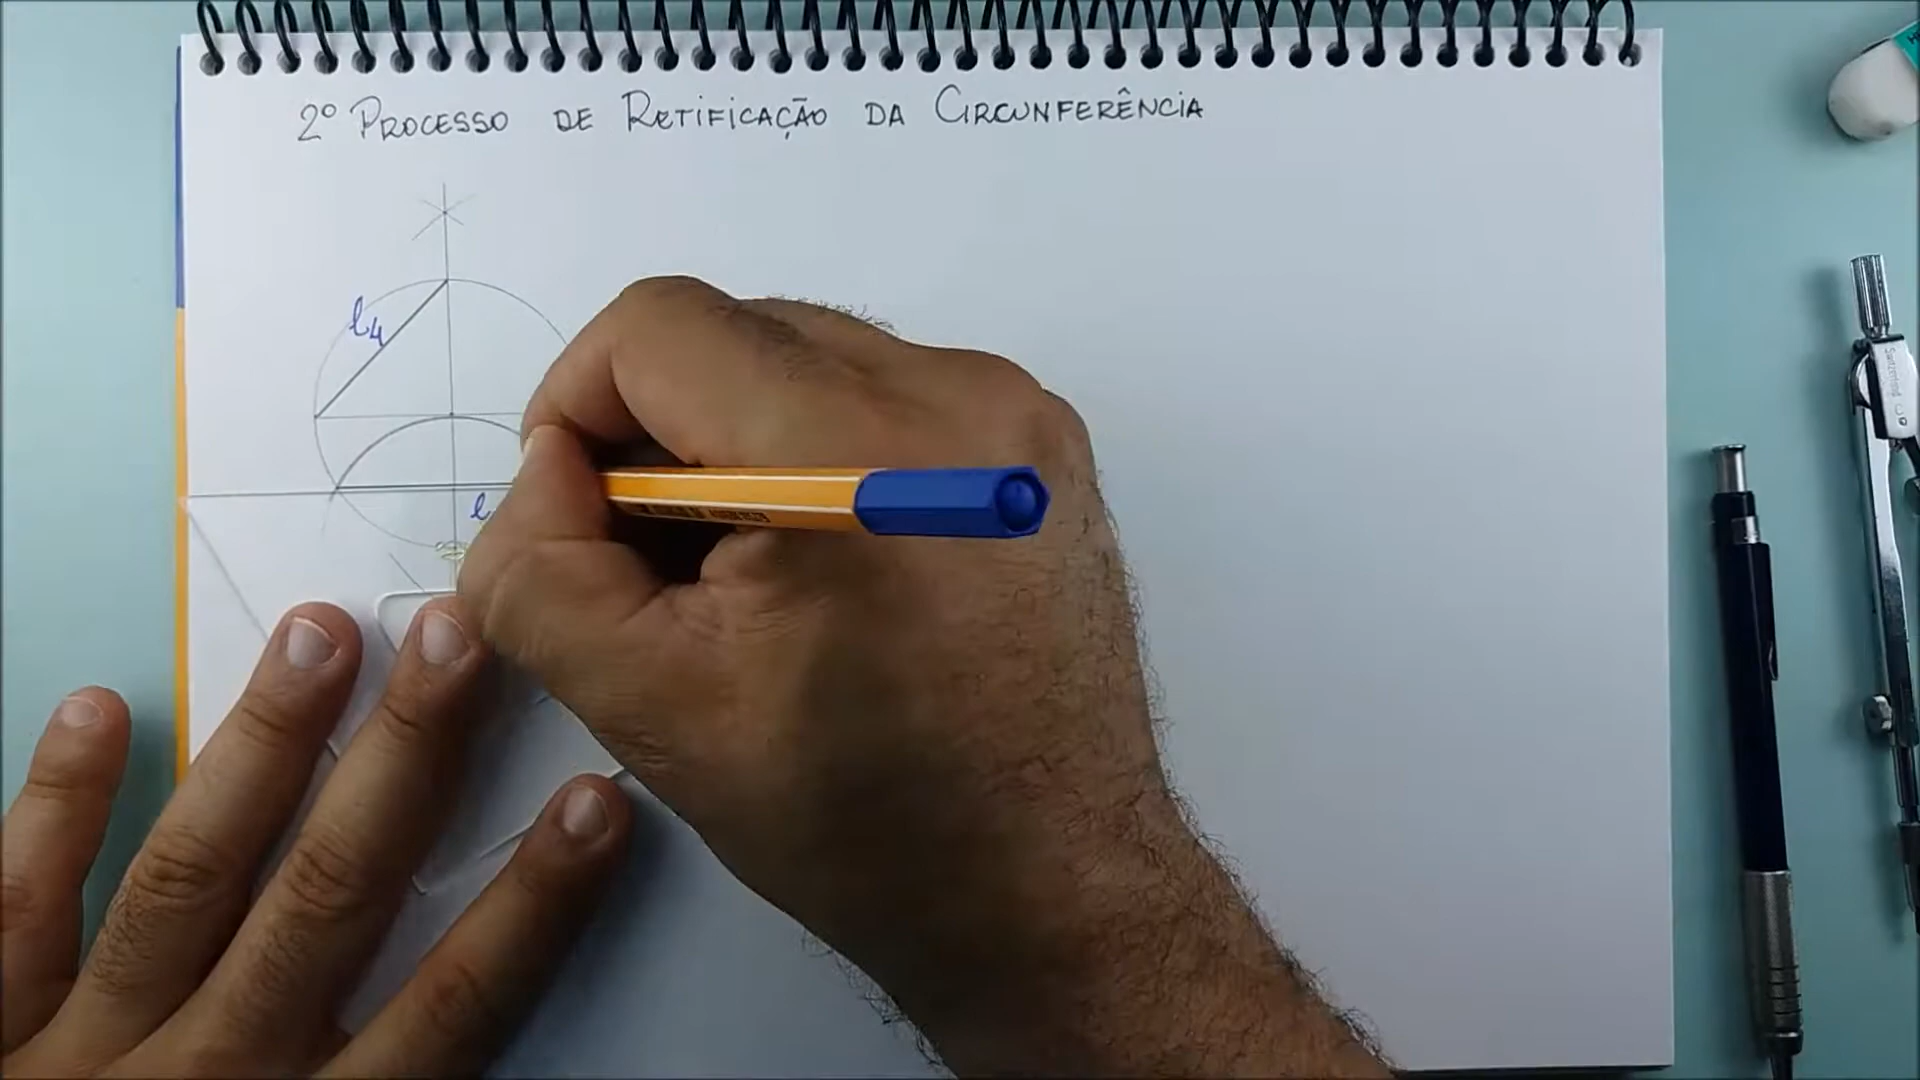 2º PROCESSO DE RETIFICAÇÃO DA CIRCUNFERÊNCIA
l4
l